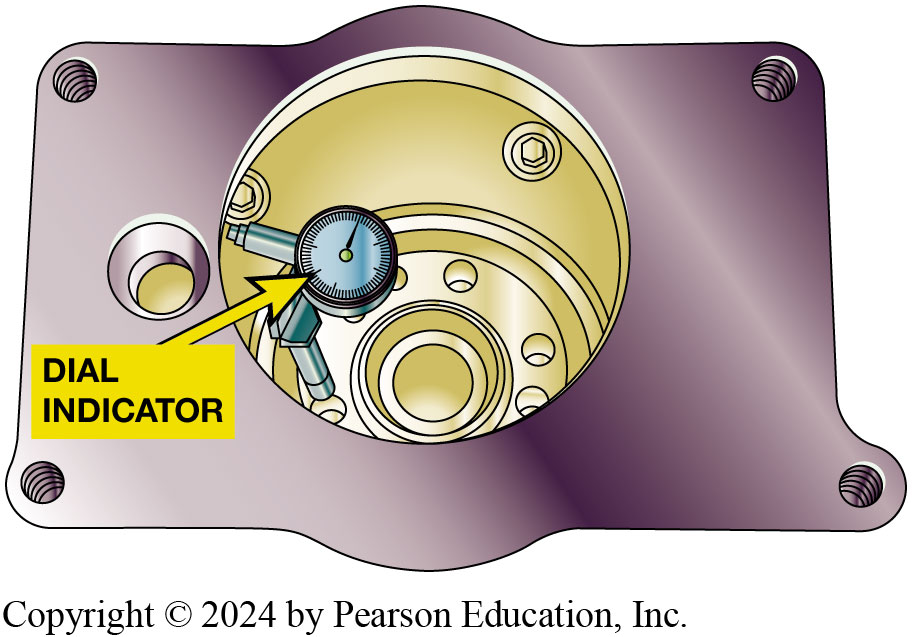 DIAL
INDICATOR
Copyright © 2024 by Pearson Education, Inc.